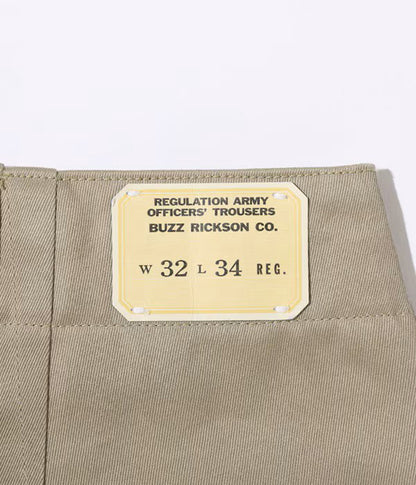 REGULATION ARMY
OFFICERS' TROUSERS
BUZZ RICKSON CO.
W 32 L 34 REG.